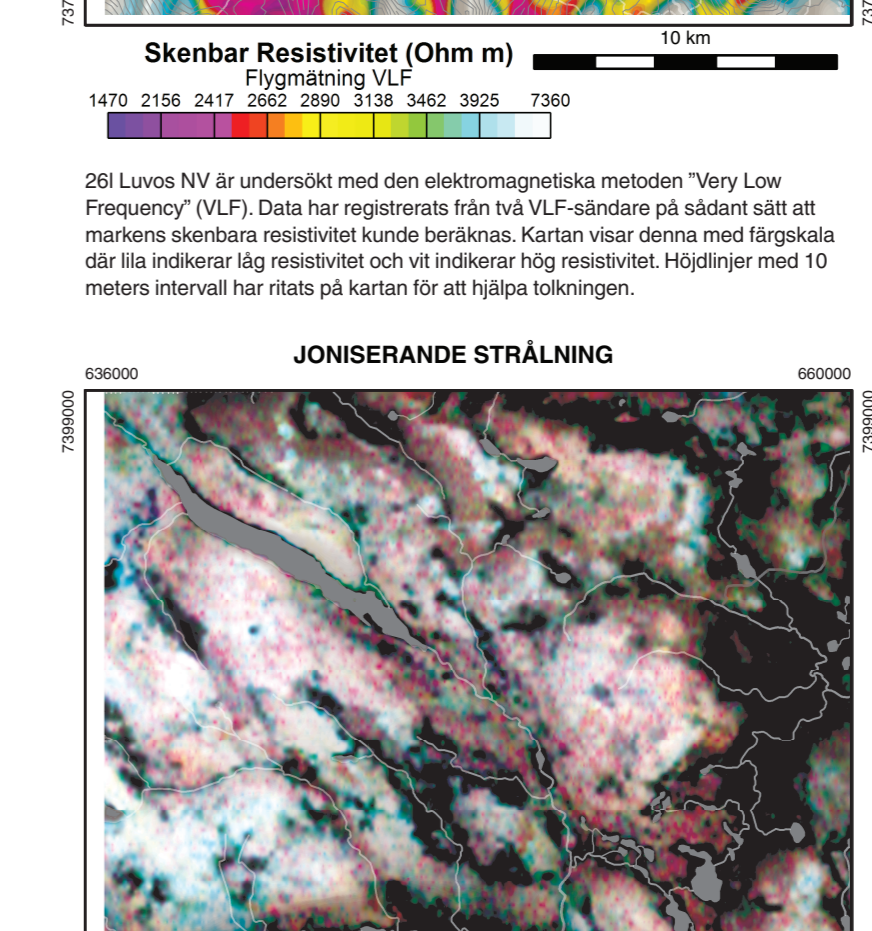 Skenbar Resistivitet (Ohm m)
10 km
Flygmätning VLF
1470 2156 2417 2662 2890 3138 3462 3925 7360
26I Luvos NV är undersökt med den elektromagnetiska metoden ”Very Low
Frequency” (VLF). Data har registrerats från två VLF-sändare på sådant sätt att
markens skenbara resistivitet kunde beräknas. Kartan visar denna med färgskala
där lila indikerar låg resistivitet och vit indikerar hög resistivitet. Höjdlinjer med 10
meters intervall har ritats på kartan för att hjälpa tolkningen.
JONISERANDE STRÅLNING
636000 660000
7399000 7399000